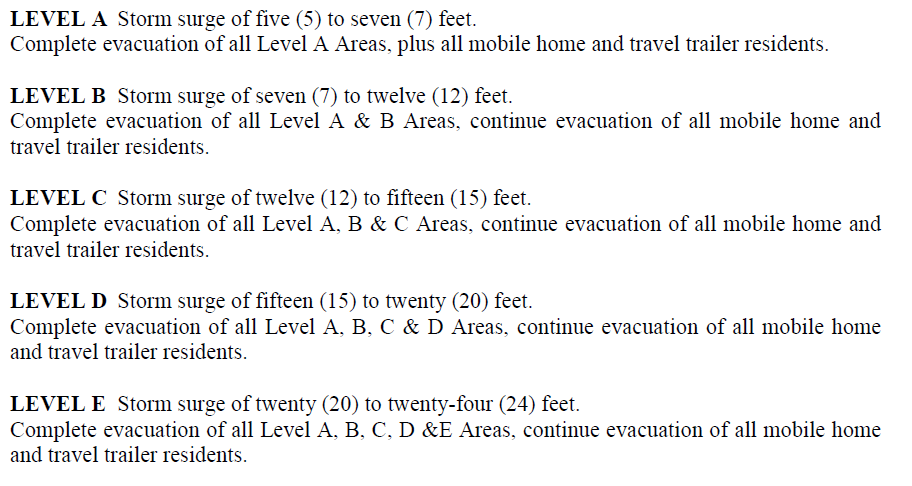 LEVEL A Storm surge of five (5) to seven (7) feet.
Complete evacuation of all Level A Areas, plus all mobile home and travel trailer residents.
LEVEL B Storm surge of seven (7) to twelve (12) feet.
Complete evacuation of all Level A & B Areas, continue evacuation of all mobile home and
travel trailer residents.
LEVEL C Storm surge of twelve (12) to fifteen (15) feet.
Complete evacuation of all Level A, B & C Areas, continue evacuation of all mobile home and
travel trailer residents.
LEVEL D Storm surge of fifteen (15) to twenty (20) feet.
Complete evacuation of all Level A, B, C & D Areas, continue evacuation of all mobile home
and travel trailer residents.
LEVEL E Storm surge of twenty (20) to twenty-four (24) feet.
Complete evacuation of all Level A, B, C, D &E Areas, continue evacuation of all mobile home
and travel trailer residents.